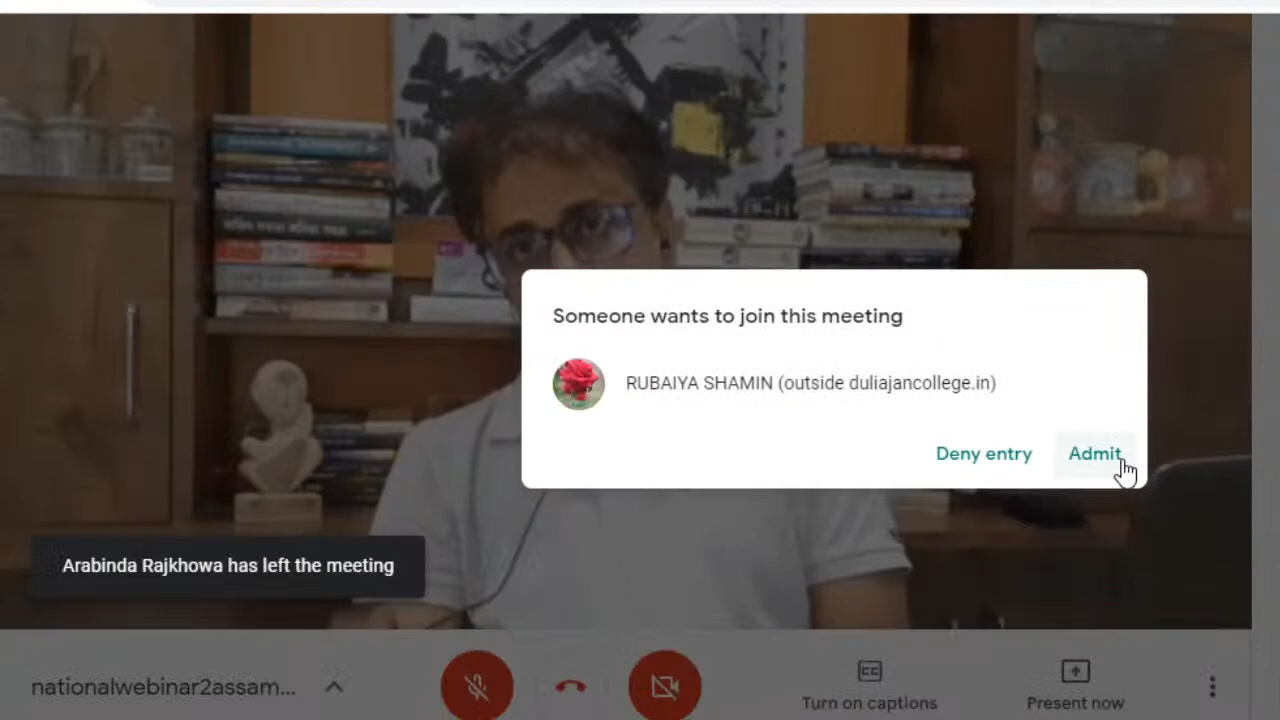 Someone wants to join this meeting
RUBAIYA SHAMIN (outside duliajancollege.in)
Deny entry Admit
Arabinda Rajkhowa has left the meeting
nationalwebinar2assam...
Turn on captions
Present now